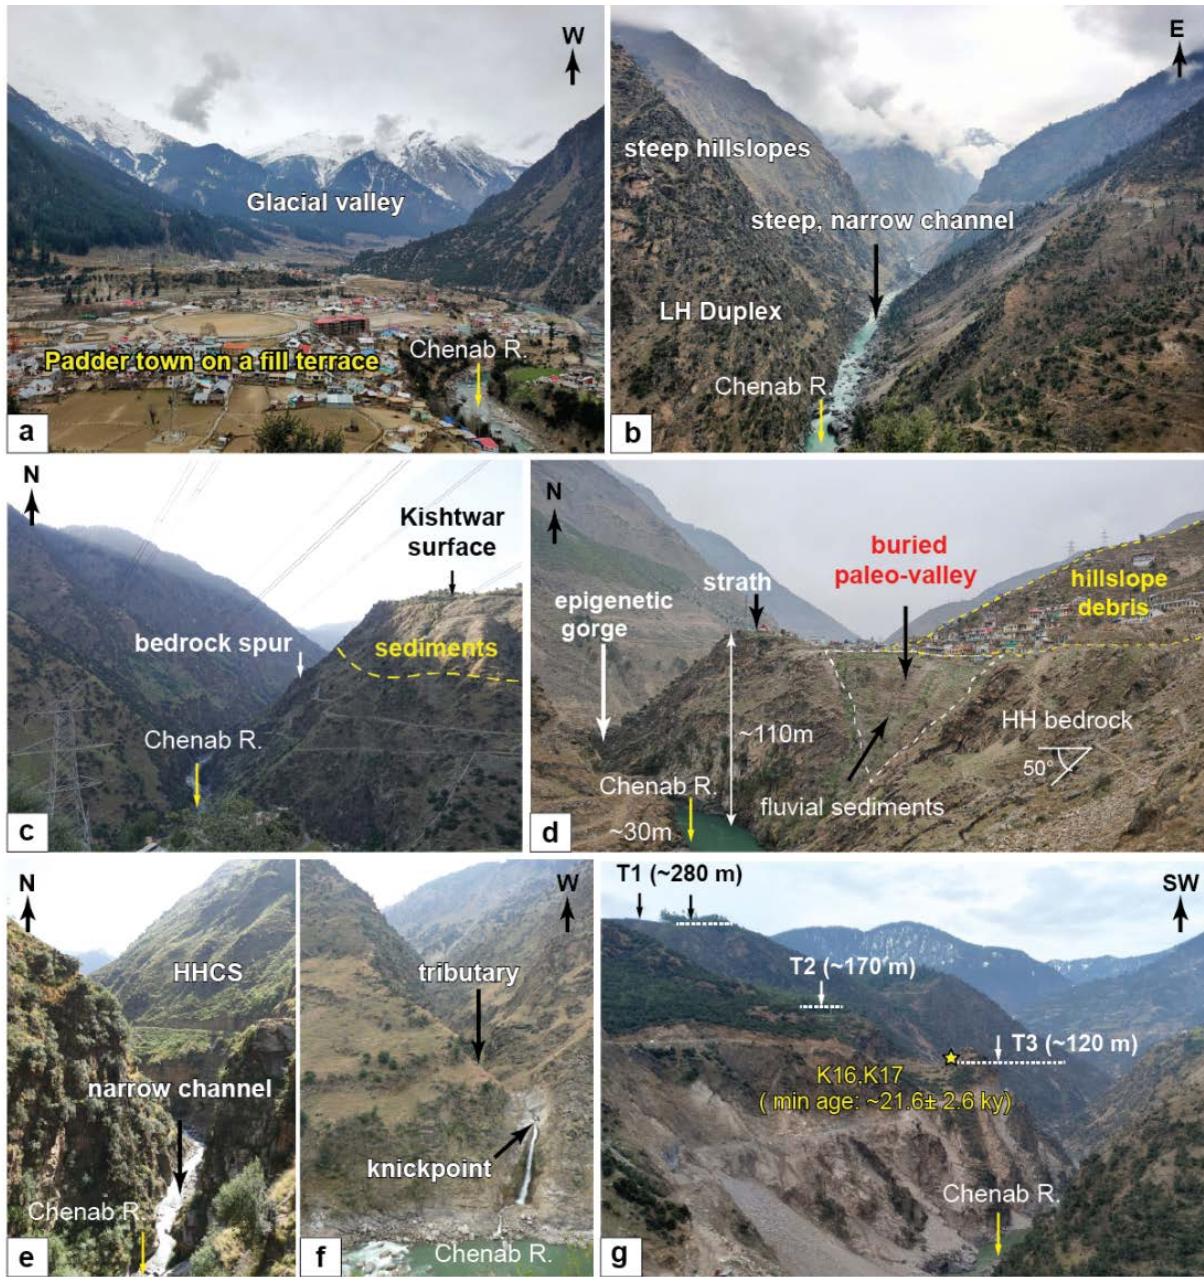 W
Glacial valley
Padder town on a fill terrace
Chenab R.
a
E
steep hillslopes
steep, narrow channel
LH Duplex
Chenab R.
b
N
Kishtwar
surface
bedrock spur
sediments
Chenab R.
c
N
buried
paleo-valley
strath
hillslope
debris
epigenetic
gorge
~110m
HH bedrock
50°
Chenab R.
fluvial sediments
~30m
d
N
HHCS
narrow channel
Chenab R.
e
W
tributary
knickpoint
Chenab R.
f
T1 (~280 m)
SW
T2 (~170 m)
T3 (~120 m)
K16,K17
( min age: ~21.6± 2.6 ky)
Chenab R.
g